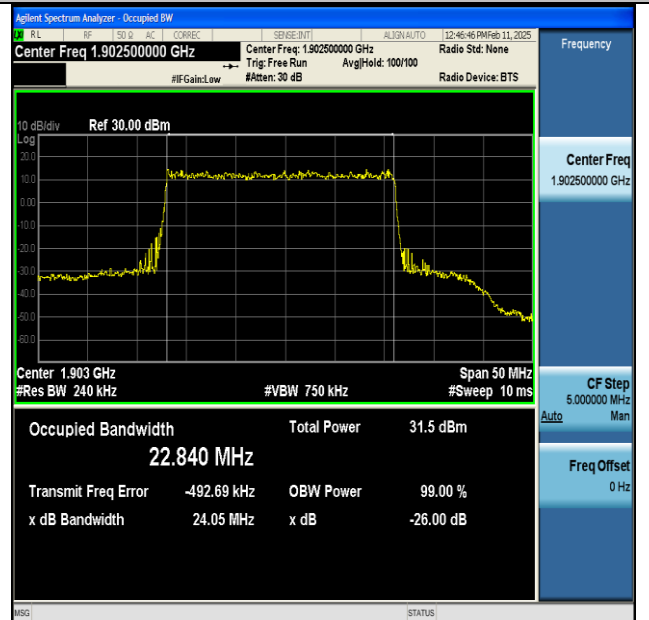 Agilent Spectrum Analyzer - Occupied BW
LXI RL RF 50 Ω AC CORREC SENSE:INT ALIGN AUTO 12:46:46 PM Feb 11, 2025
Center Freq 1.902500000 GHz
Center Freq: 1.902500000 GHz
Radio Std: None
Trig: Free Run Avg|Hold: 100/100
#IFGain:Low #Atten: 30 dB Radio Device: BTS
Frequency
10 dB/div Ref 30.00 dBm
Log
20.0
10.0
0.00
-10.0
-20.0
-30.0
-50.0
-60.0
Center Freq
1.902500000 GHz
Center 1.903 GHz Span 50 MHz
#Res BW 240 kHz #VBW 750 kHz #Sweep 10 ms
CF Step
5.000000 MHz
Auto Man
Occupied Bandwidth Total Power 31.5 dBm
22.840 MHz
Transmit Freq Error -492.69 kHz OBW Power 99.00 %
x dB Bandwidth 24.05 MHz x dB -26.00 dB
Freq Offset
0 Hz
MSG STATUS